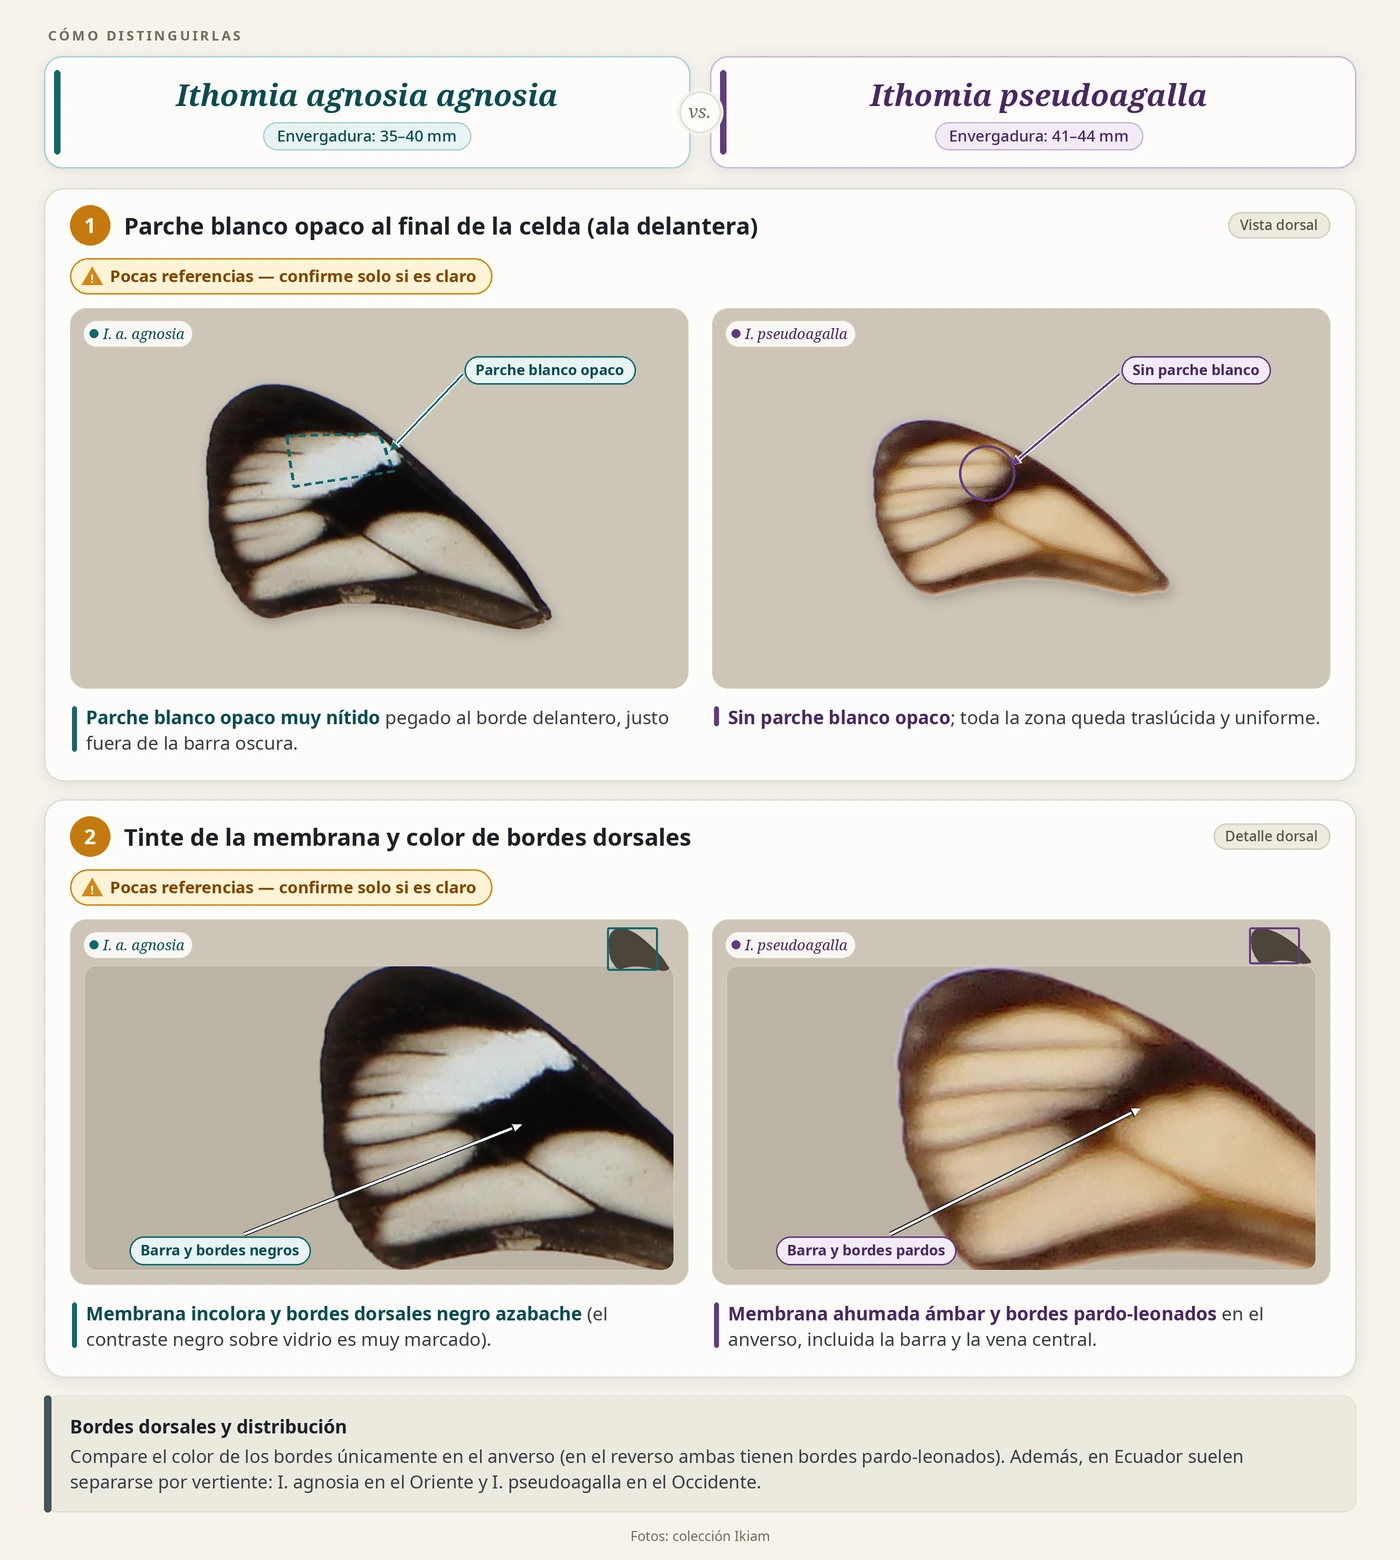 CÓMO DISTINGUIRLAS
Ithomia agnosia agnosia
Envergadura: 35–40 mm
vs.
Ithomia pseudoagalla
Envergadura: 41–44 mm
1 Parche blanco opaco al final de la celda (ala delantera)
Vista dorsal
Pocas referencias — confirme solo si es claro
I. a. agnosia
Parche blanco opaco
I. pseudoagalla
Sin parche blanco
Parche blanco opaco muy nítido pegado al borde delantero, justo
fuera de la barra oscura.
Sin parche blanco opaco; toda la zona queda traslúcida y uniforme.
2 Tinte de la membrana y color de bordes dorsales
Detalle dorsal
Pocas referencias — confirme solo si es claro
I. a. agnosia
Barra y bordes negros
I. pseudoagalla
Barra y bordes pardos
Membrana incolora y bordes dorsales negro azabache (el
contraste negro sobre vidrio es muy marcado).
Membrana ahumada ámbar y bordes pardo-leonados en el
anverso, incluida la barra y la vena central.
Bordes dorsales y distribución
Compare el color de los bordes únicamente en el anverso (en el reverso ambas tienen bordes pardo-leonados). Además, en Ecuador suelen
separarse por vertiente: I. agnosia en el Oriente y I. pseudoagalla en el Occidente.
Fotos: colección Ikiam